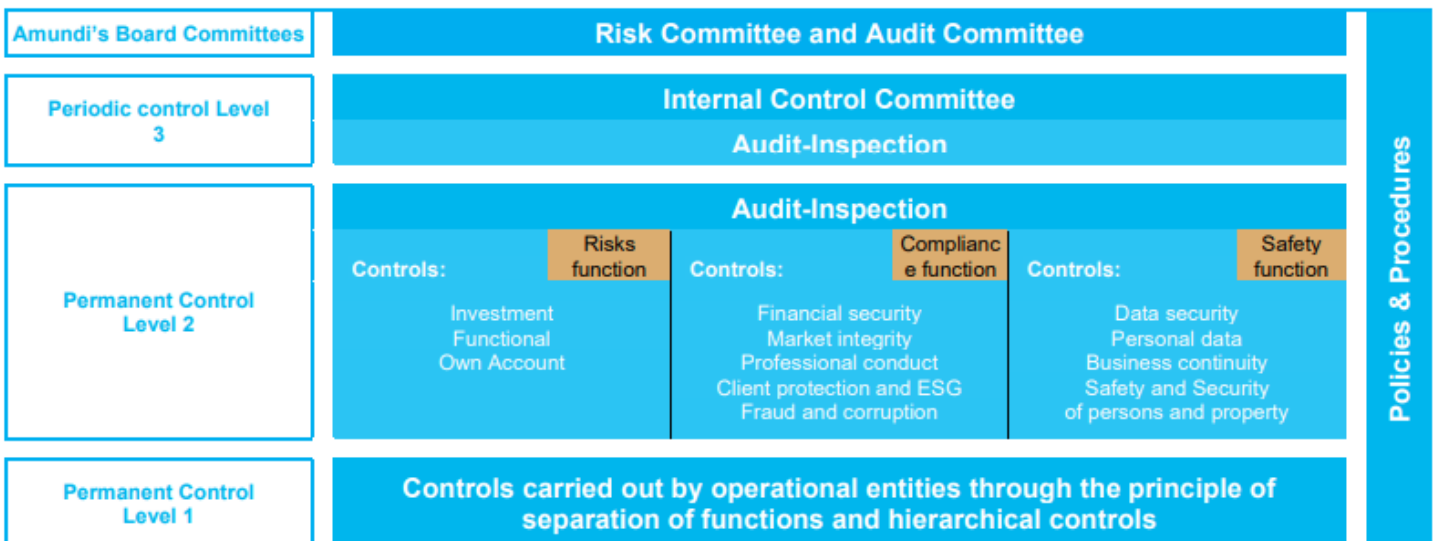 Amundi's Board Committees
Risk Committee and Audit Committee
Periodic control Level
3
Internal Control Committee
Audit-Inspection
Permanent Control
Level 2
Audit-Inspection
Controls:
Risks
function
Investment
Functional
Own Account
Controls:
Complianc
e function
Financial security
Market integrity
Professional conduct
Client protection and ESG
Fraud and corruption
Controls:
Safety
function
Data security
Personal data
Business continuity
Safety and Security
of persons and property
Permanent Control
Level 1
Controls carried out by operational entities through the principle of
separation of functions and hierarchical controls
Policies & Procedures